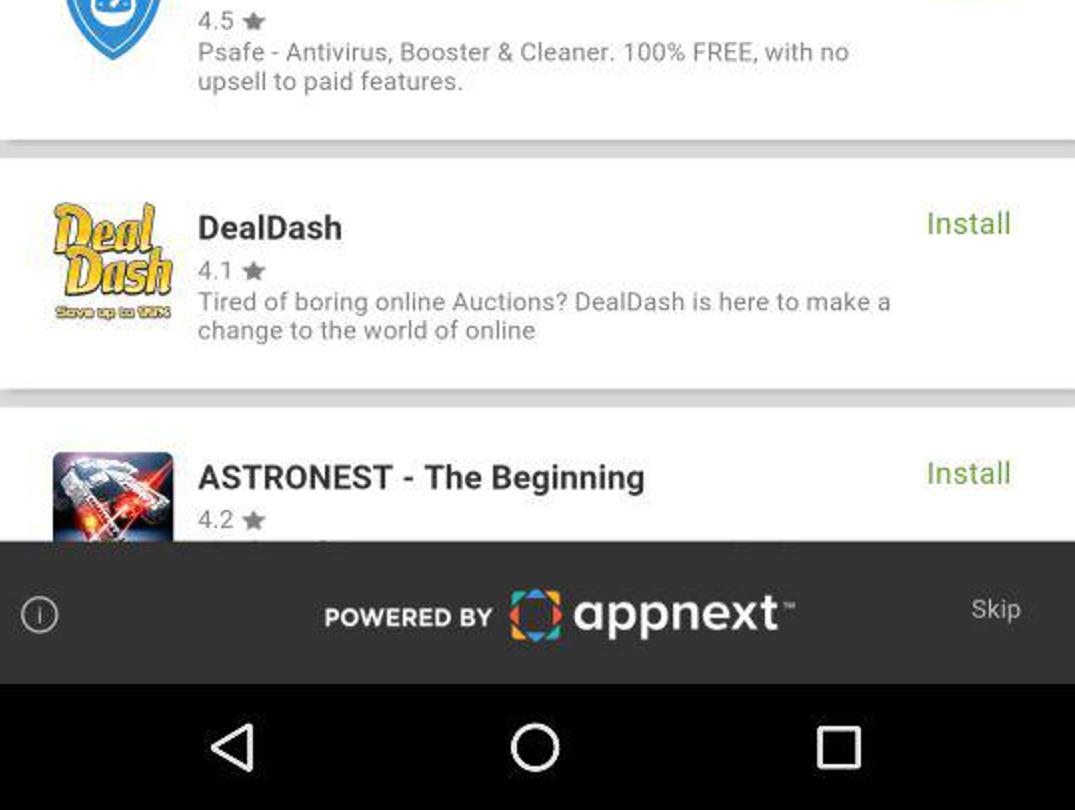 4.5 ★
Psafe - Antivirus, Booster & Cleaner. 100% FREE, with no
upsell to paid features.
Deal
Dash
Save up to 99%
DealDash
Install
4.1 ★
Tired of boring online Auctions? DealDash is here to make a
change to the world of online
ASTRONEST - The Beginning
Install
4.2 ★
POWERED BY appnext™
Skip